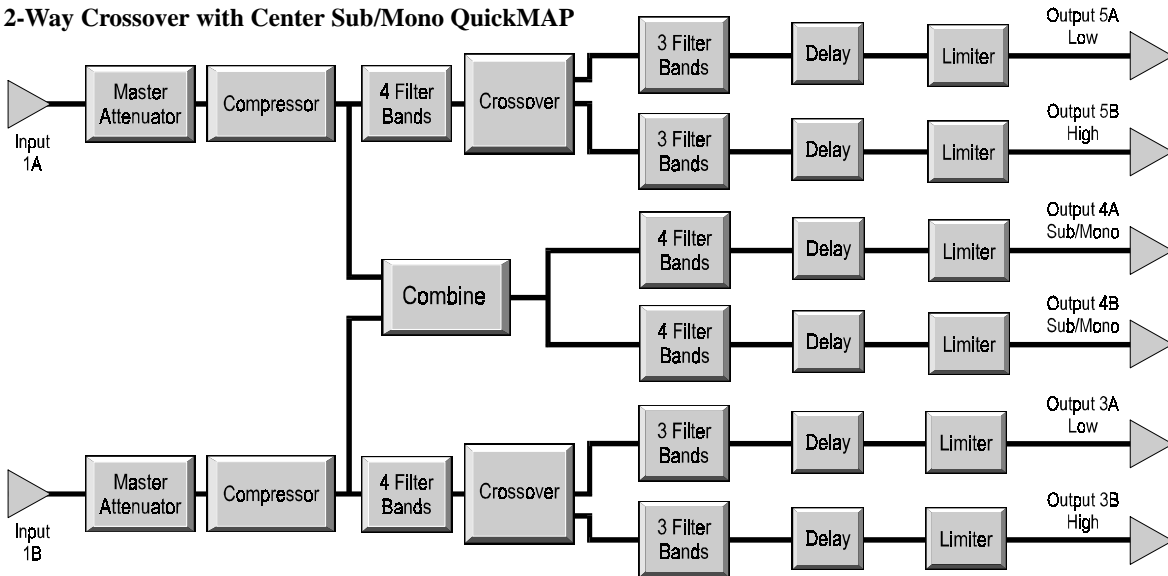 2-Way Crossover with Center Sub/Mono QuickMAP
Input
1A
Master
Attenuator
Compressor
4 Filter
Bands
Crossover
3 Filter
Bands
Delay
Limiter
Output 5A
Low
3 Filter
Bands
Delay
Limiter
Output 5B
High
Combine
4 Filter
Bands
Delay
Limiter
Output 4A
Sub/Mono
4 Filter
Bands
Delay
Limiter
Output 4B
Sub/Mono
Input
1B
Master
Attenuator
Compressor
4 Filter
Bands
Crossover
3 Filter
Bands
Delay
Limiter
Output 3A
Low
3 Filter
Bands
Delay
Limiter
Output 3B
High